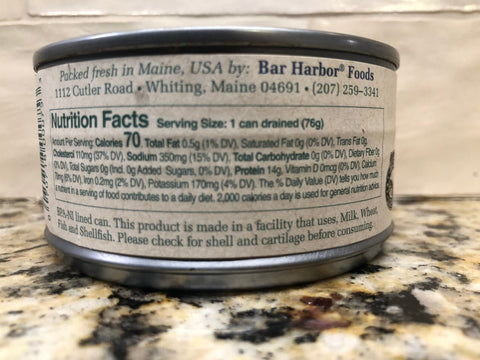 Packed fresh in Maine, USA by: Bar Harbor® Foods
1112 Cutler Road • Whiting, Maine 04691 • (207) 259-3341
Nutrition Facts Serving Size: 1 can drained (76g)
Amount Per Serving: Calories 70 Total Fat 0.5g (1% DV), Saturated Fat 0g (0% DV), Trans Fat 0g,
Cholesterol 110mg (37% DV), Sodium 350mg (15% DV), Total Carbohydrate 0g (0% DV), Dietary Fiber 0g
DV), Total Sugars 0g (Incl. 0g Added Sugars, 0% DV), Protein 14g, Vitamin D 0mcg (0% DV), Calcium
(6% DV), Iron 0.2mg (2% DV), Potassium 170mg (4% DV). The % Daily Value (DV) tells you how much
nutrient in a serving of food contributes to a daily diet. 2,000 calories a day is used for general nutrition advice.
BPA-NI lined can. This product is made in a facility that uses, Milk, Wheat,
Fish and Shellfish. Please check for shell and cartilage before consuming.